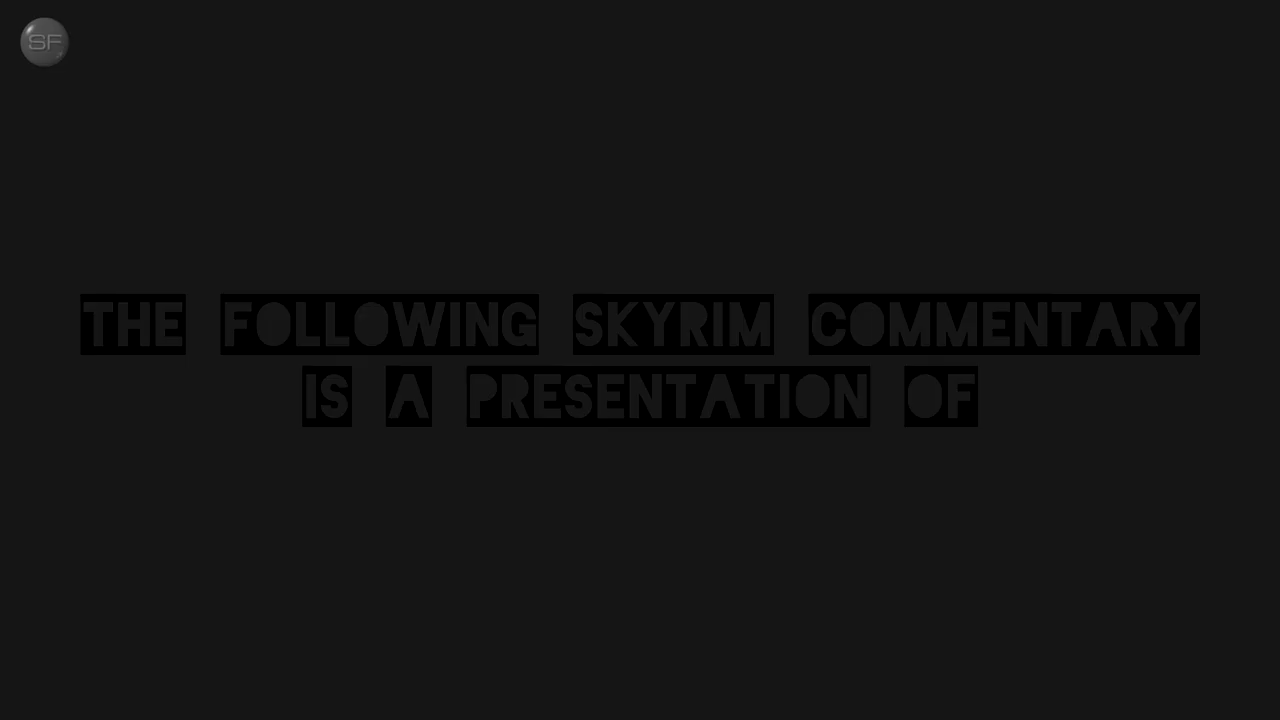 SF
THE FOLLOWING SKYRIM COMMENTARY
IS A PRESENTATION OF